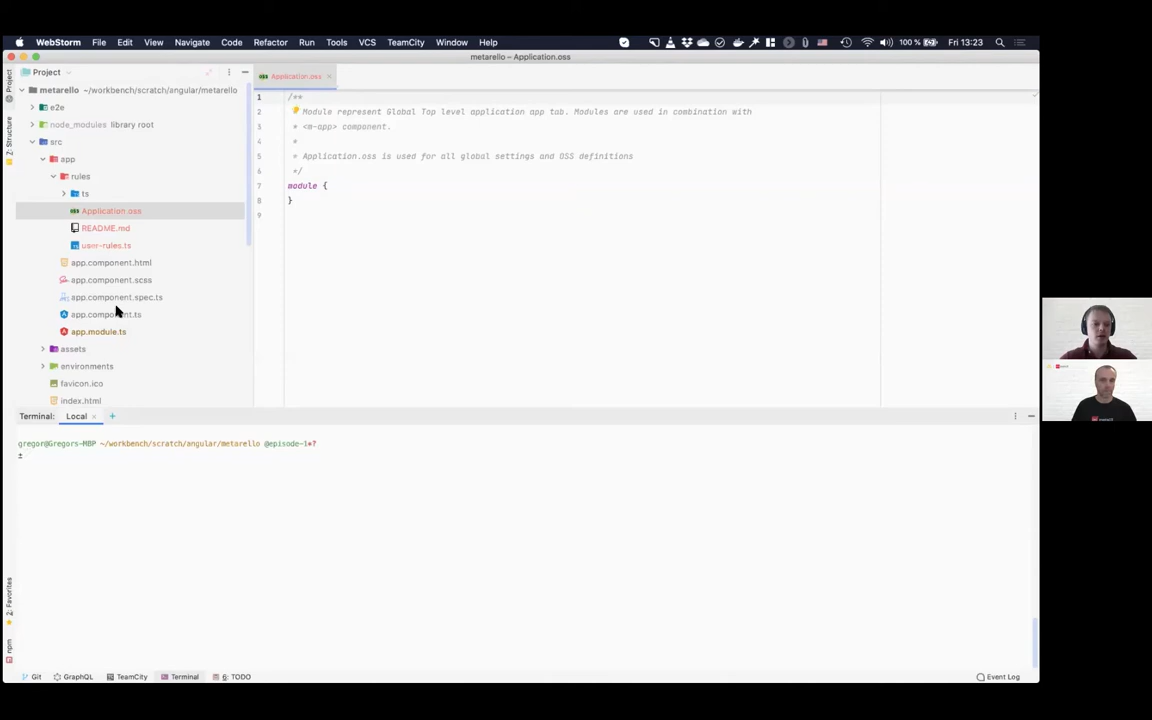 WebStorm File Edit View Navigate Code Refactor Run Tools VCS TeamCity Window Help 100 % Fri 13:23
metarello – Application.oss
Project
Application.oss
metarello ~/workbench/scratch/angular/metarello
e2e
node_modules library root
src
app
rules
ts
Application.oss
README.md
user-rules.ts
app.component.html
app.component.scss
app.component.spec.ts
app.component.ts
app.module.ts
assets
environments
favicon.ico
index.html
1 /**
2 Module represent Global Top level application app tab. Modules are used in combination with
3 * <m-app> component.
4 *
5 * Application.oss is used for all global settings and OSS definitions
6 */
7 module {
8 }
9
Project
Z: Structure
2: Favorites
npm
Terminal: Local × +
gregor@Gregors-MBP ~/workbench/scratch/angular/metarello @episode-1*?
±
Git GraphQL TeamCity Terminal 6: TODO Event Log